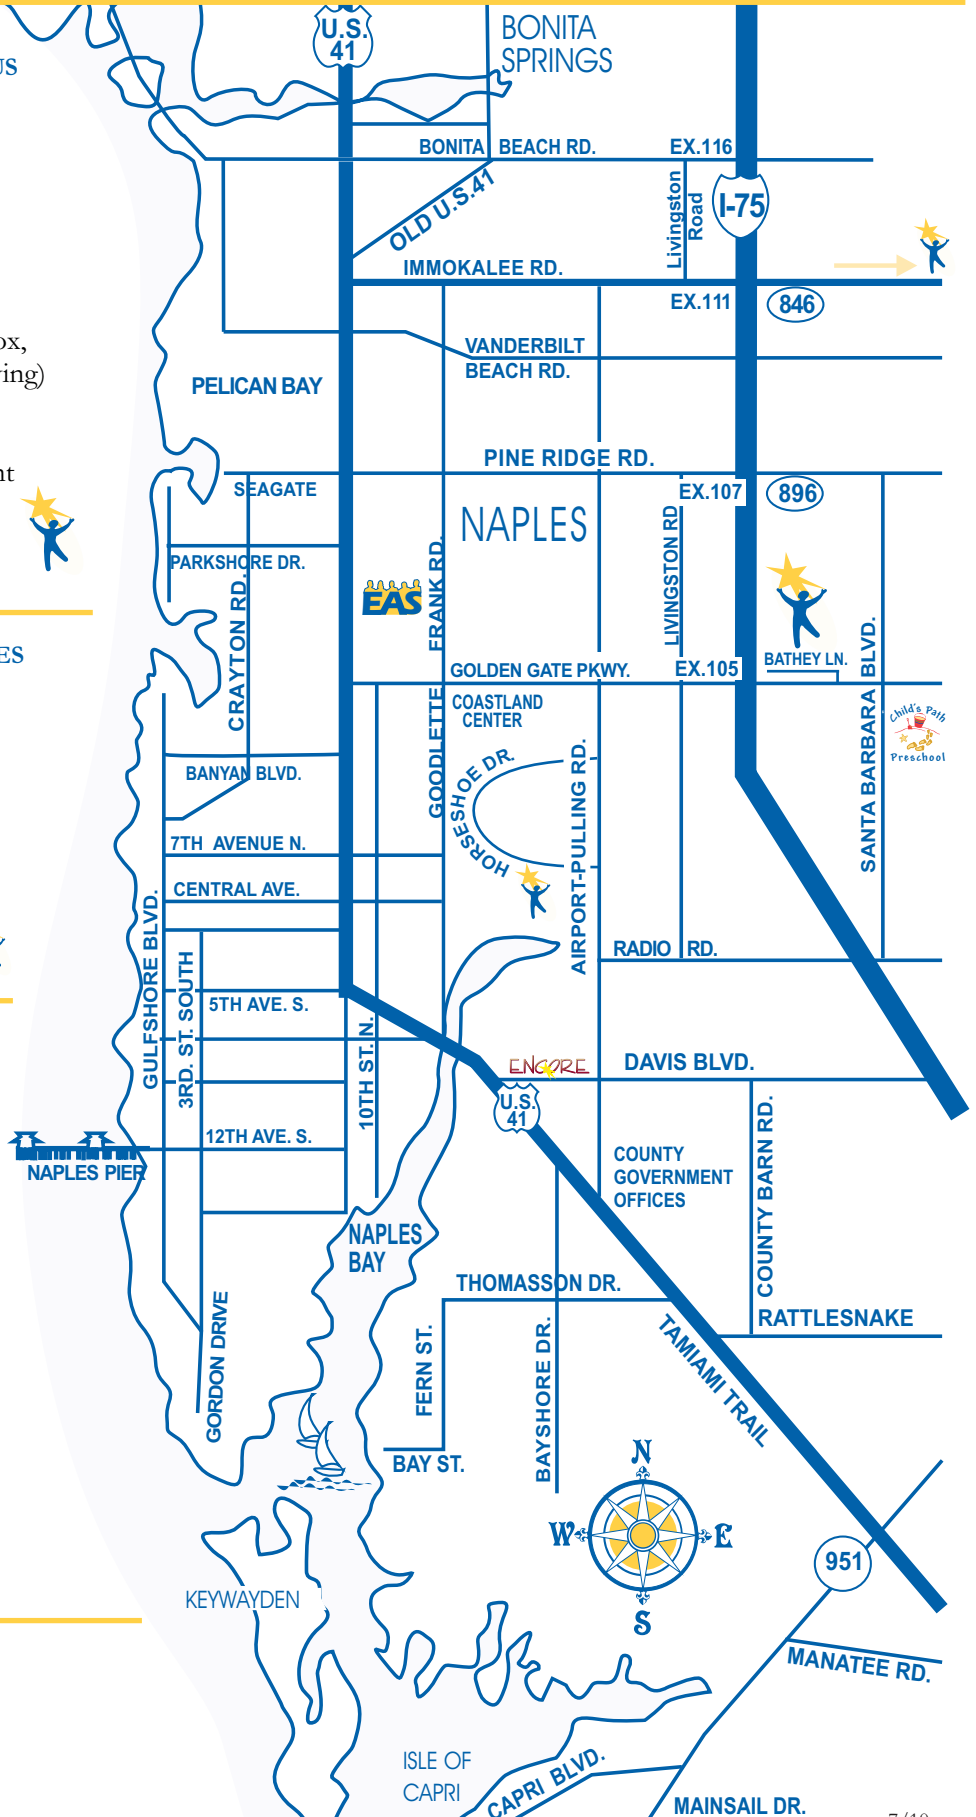 U.S.
41
BONITA
SPRINGS
US
BONITA BEACH RD.
EX.116
OLD U.S.41
Livingston
Road
I-75
IMMOKALEE RD.
EX.111
846
ox,
ing)
VANDERBILT
BEACH RD.
PELICAN BAY
nt
PINE RIDGE RD.
SEAGATE
EX.107
896
NAPLES
PARKSHORE DR.
CRAYTON RD.
EAS
GOODLETTE FRANK RD.
LIVINGSTON RD
BATHEY LN.
SANTA BARBARA BLVD.
ES
GOLDEN GATE PKWY.
EX.105
COASTLAND
CENTER
Child's Path
Preschool
BANYAN BLVD.
HORSESHOE DR.
AIRPORT-PULLING RD.
7TH AVENUE N.
CENTRAL AVE.
GULFSHORE BLVD.
3RD. ST. SOUTH
RADIO RD.
5TH AVE. S.
10TH ST. N.
ENCORE
DAVIS BLVD.
U.S.
41
12TH AVE. S.
NAPLES PIER
COUNTY
GOVERNMENT
OFFICES
COUNTY BARN RD.
NAPLES
BAY
THOMASSON DR.
RATTLESNAKE
GORDON DRIVE
FERN ST.
BAYSHORE DR.
TAMIAMI TRAIL
BAY ST.
N
W
E
S
951
KEYWAYDEN
MANATEE RD.
ISLE OF
CAPRI
CAPRI BLVD.
MAINSAIL DR.